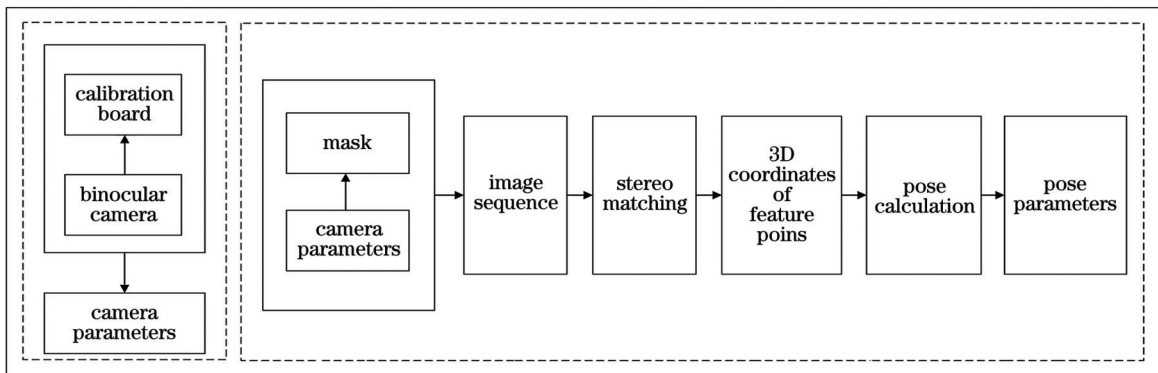 calibration
board
binocular
camera
camera
parameters
mask
camera
parameters
image
sequence
stereo
matching
3D
coordinates
of
feature
poins
pose
calculation
pose
parameters